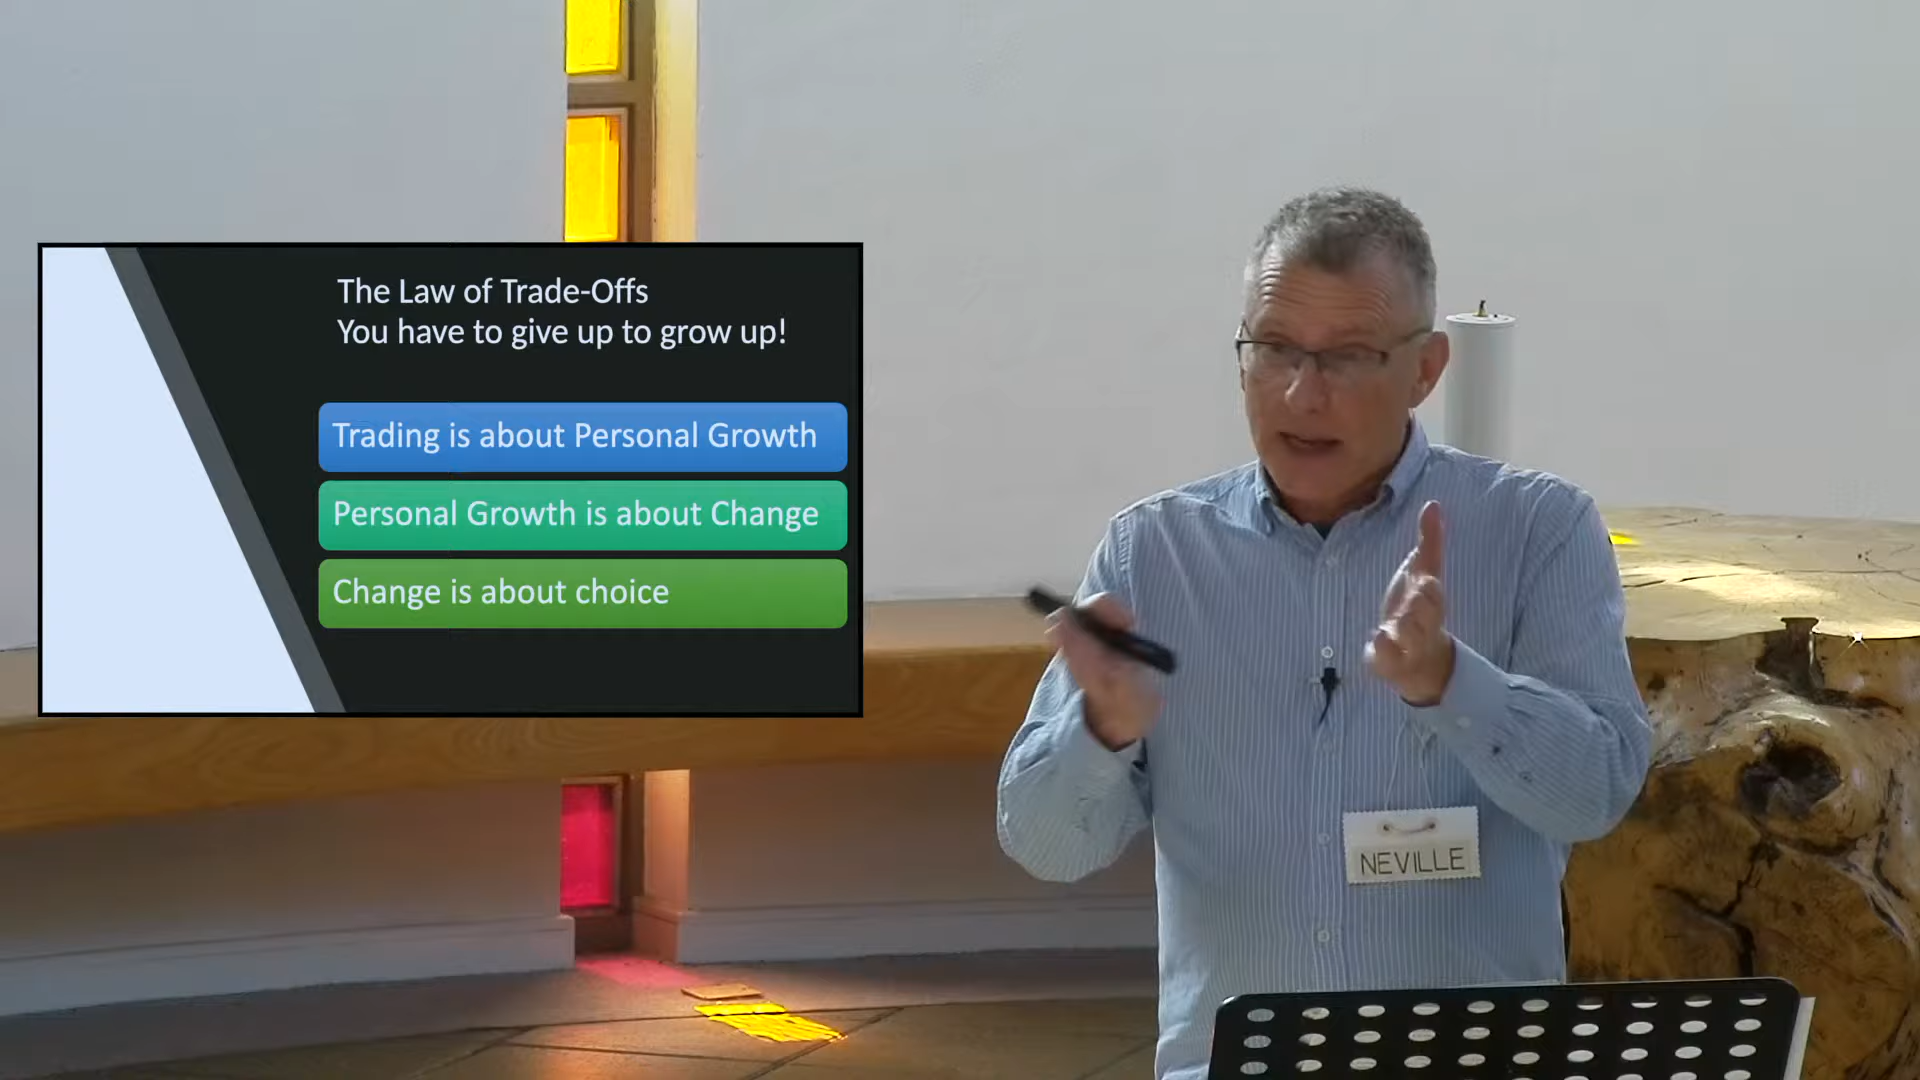 The Law of Trade-Offs
You have to give up to grow up!
Trading is about Personal Growth
Personal Growth is about Change
Change is about choice
NEVILLE